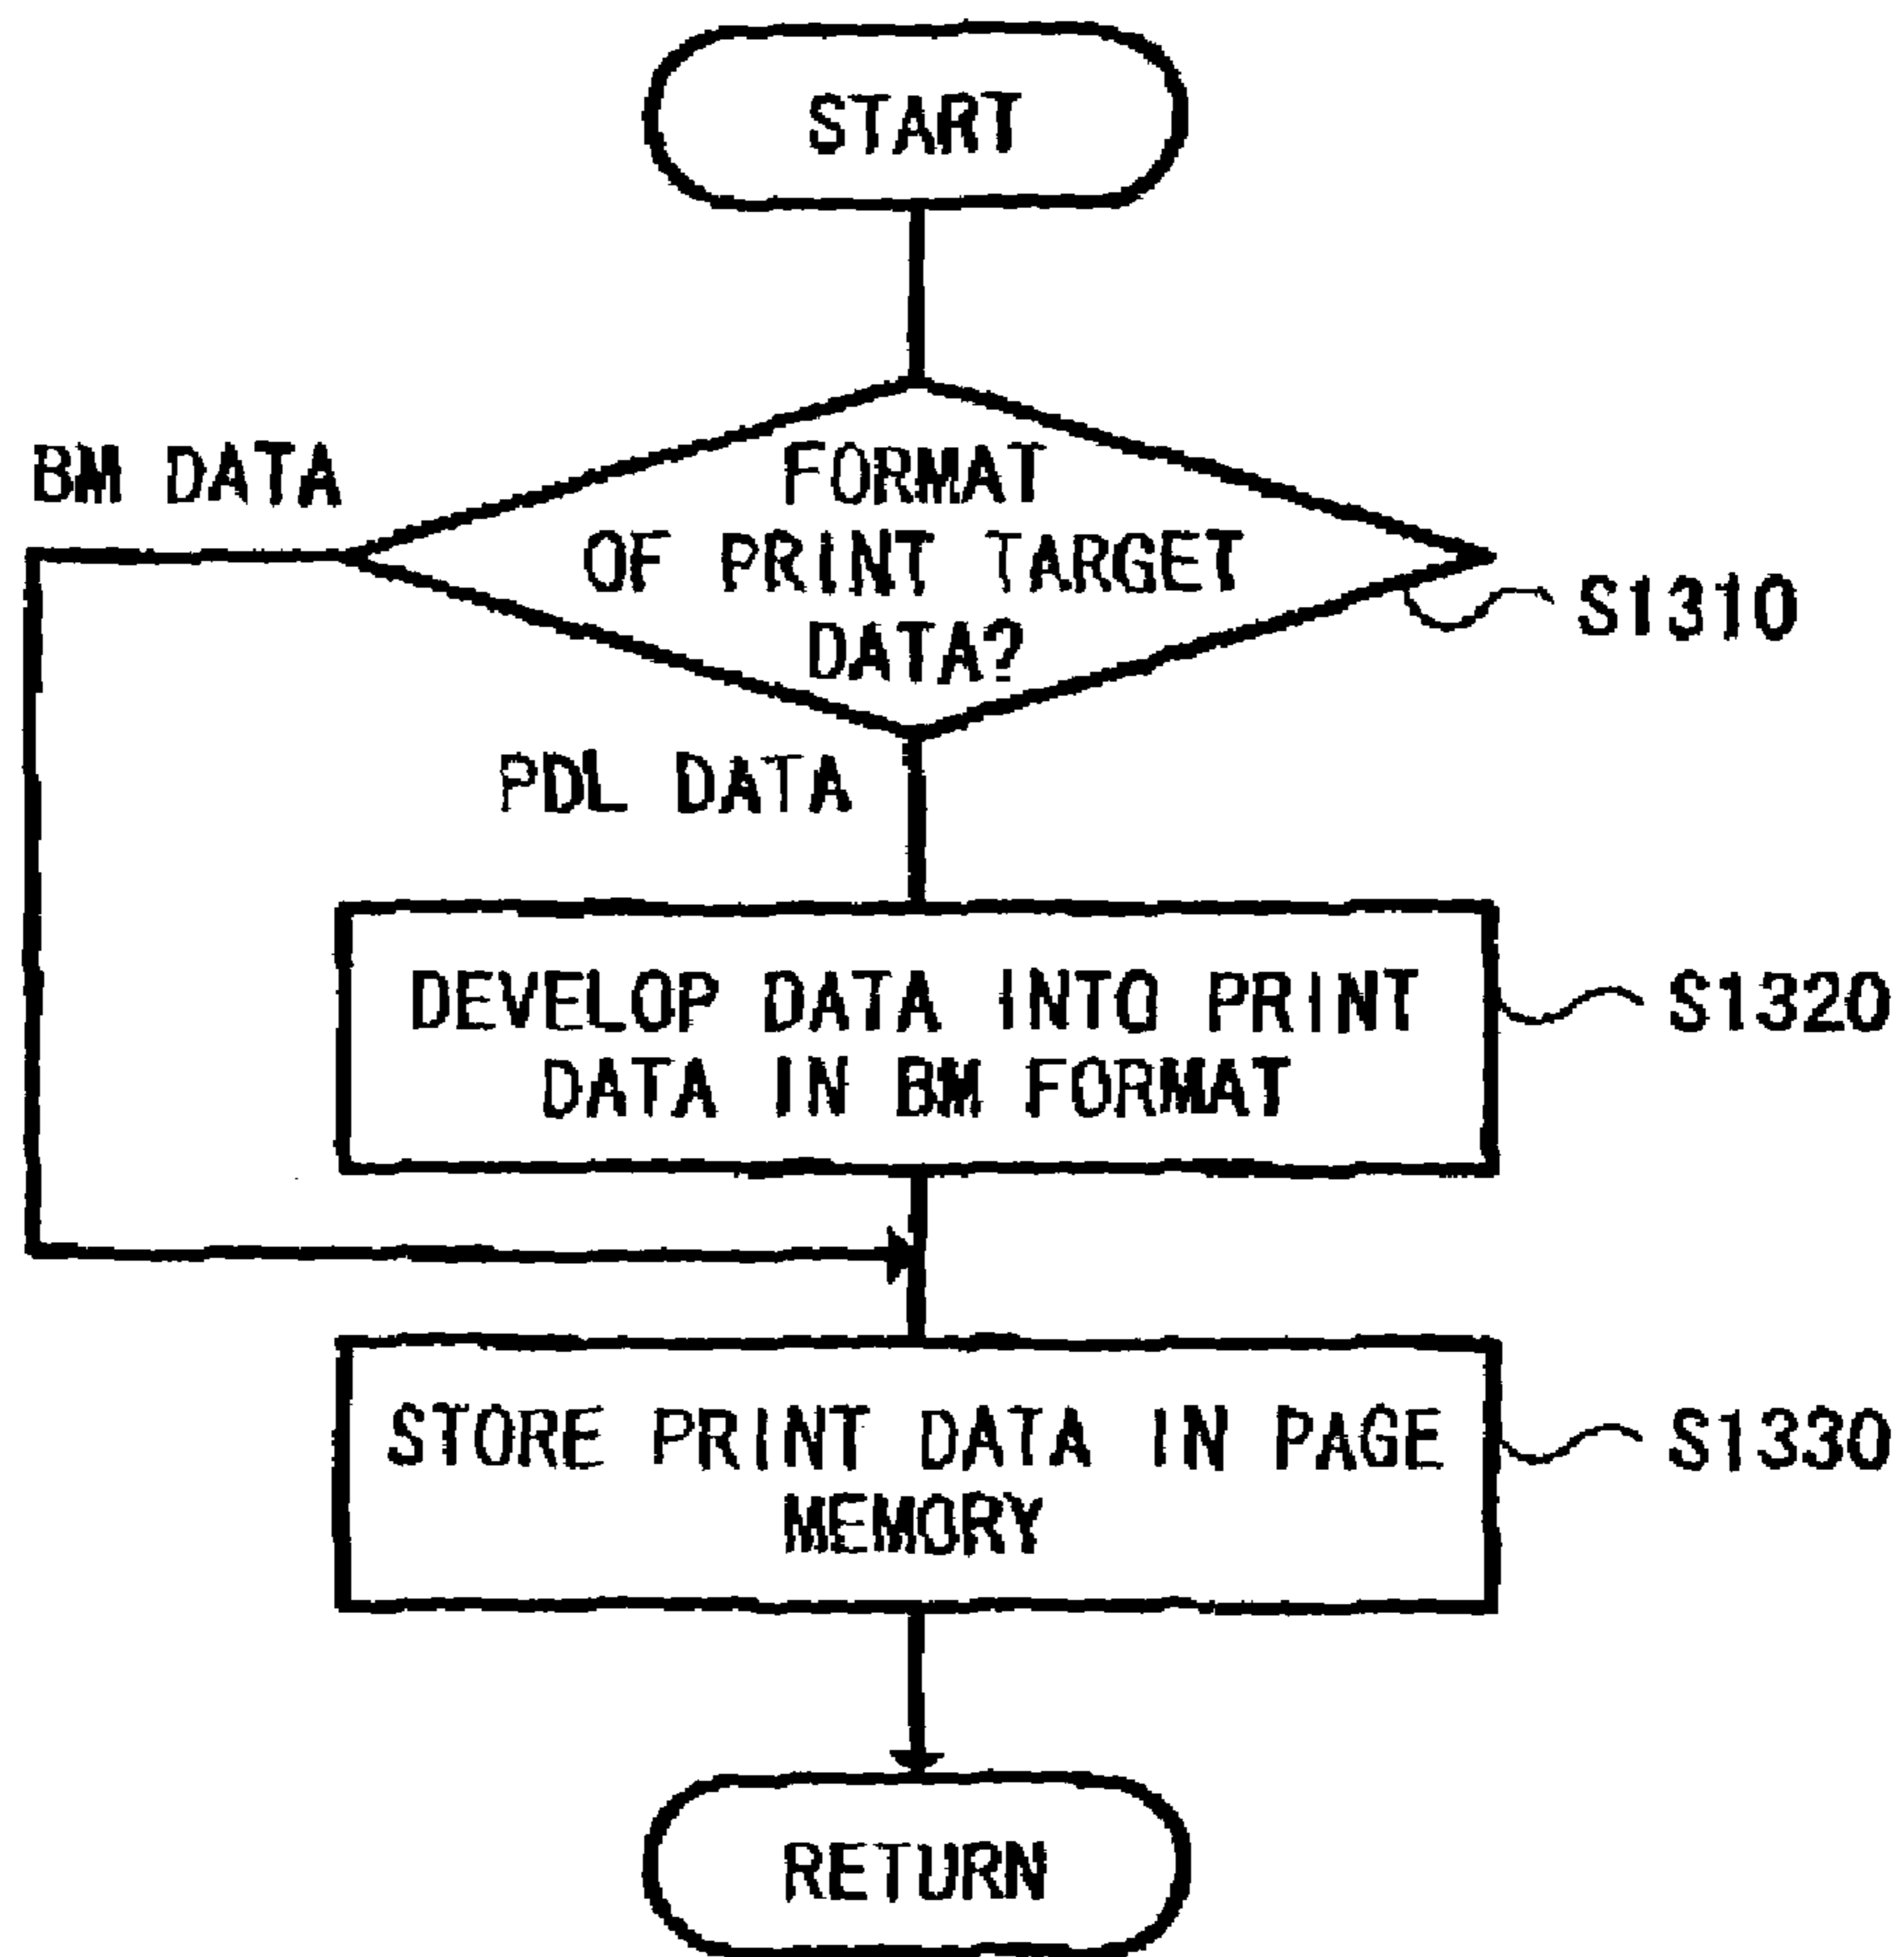 START
BM DATA
FORMAT
OF PRINT TARGET
DATA?
S1310
PDL DATA
DEVELOP DATA INTO PRINT
DATA IN BM FORMAT
S1320
STORE PRINT DATA IN PAGE
MEMORY
S1330
RETURN